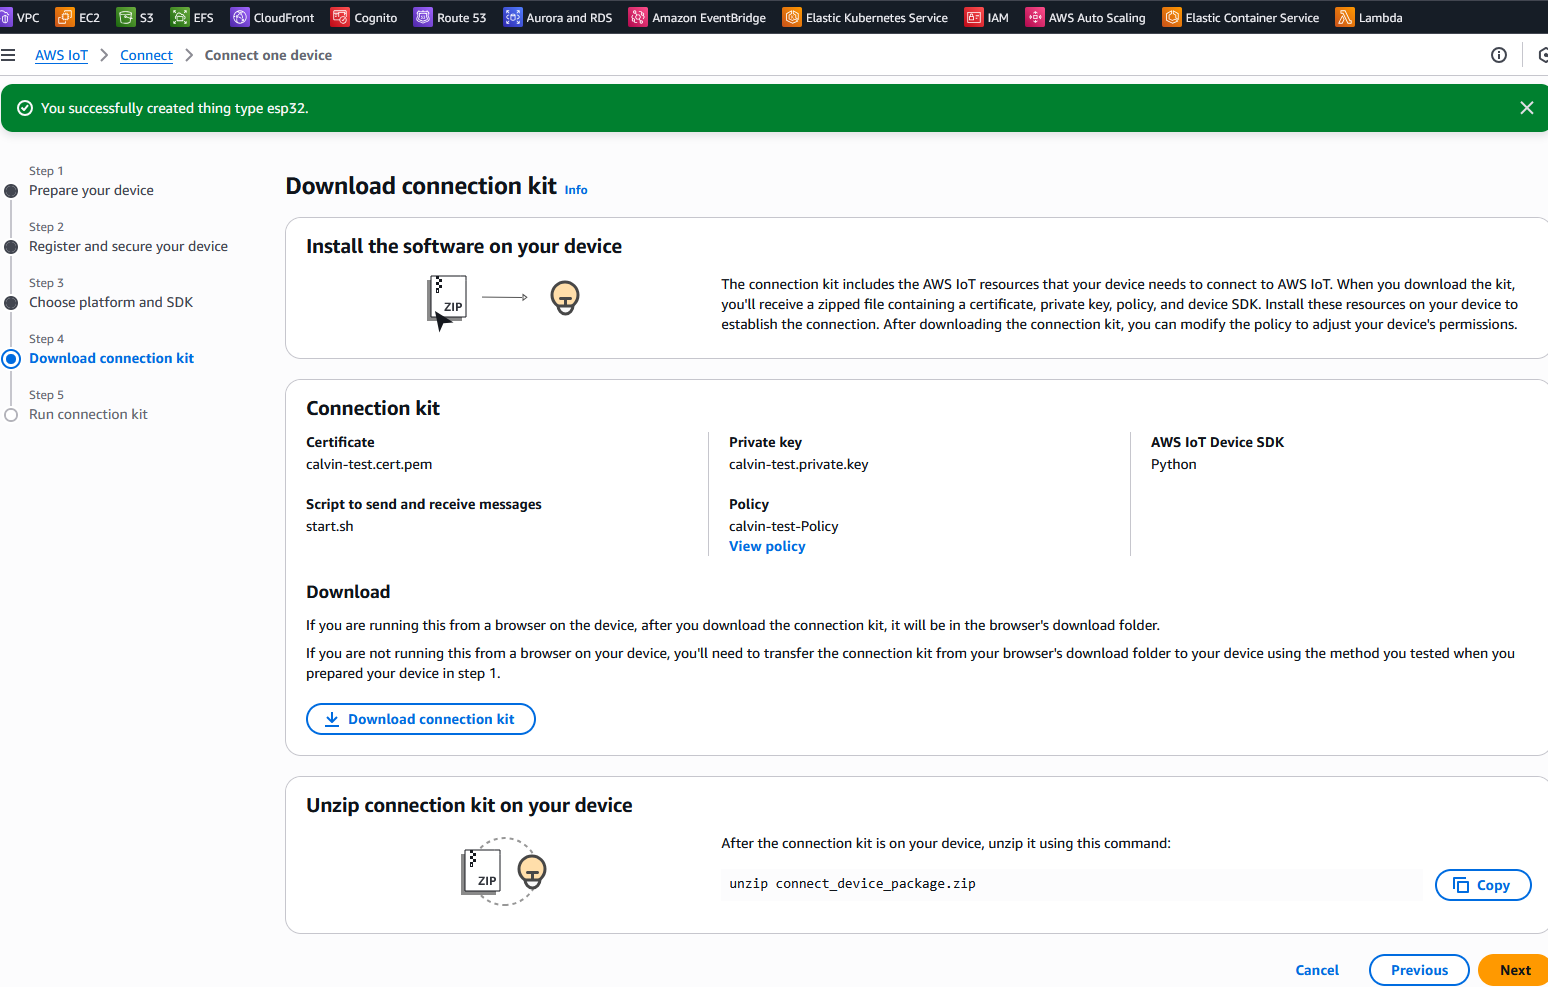 VPC EC2 S3 EFS CloudFront Cognito Route 53 Aurora and RDS Amazon EventBridge Elastic Kubernetes Service IAM AWS Auto Scaling Elastic Container Service Lambda
AWS IoT Connect Connect one device
You successfully created thing type esp32.
Step 1
Prepare your device
Step 2
Register and secure your device
Step 3
Choose platform and SDK
Step 4
Download connection kit
Step 5
Run connection kit
Download connection kit Info
Install the software on your device
ZIP
The connection kit includes the AWS IoT resources that your device needs to connect to AWS IoT. When you download the kit,
you'll receive a zipped file containing a certificate, private key, policy, and device SDK. Install these resources on your device to
establish the connection. After downloading the connection kit, you can modify the policy to adjust your device's permissions.
Connection kit
Certificate
calvin-test.cert.pem
Script to send and receive messages
start.sh
Private key
calvin-test.private.key
Policy
calvin-test-Policy
View policy
AWS IoT Device SDK
Python
Download
If you are running this from a browser on the device, after you download the connection kit, it will be in the browser's download folder.
If you are not running this from a browser on your device, you'll need to transfer the connection kit from your browser's download folder to your device using the method you tested when you
prepared your device in step 1.
Download connection kit
Unzip connection kit on your device
ZIP
After the connection kit is on your device, unzip it using this command:
unzip connect_device_package.zip
Copy
Cancel Previous Next